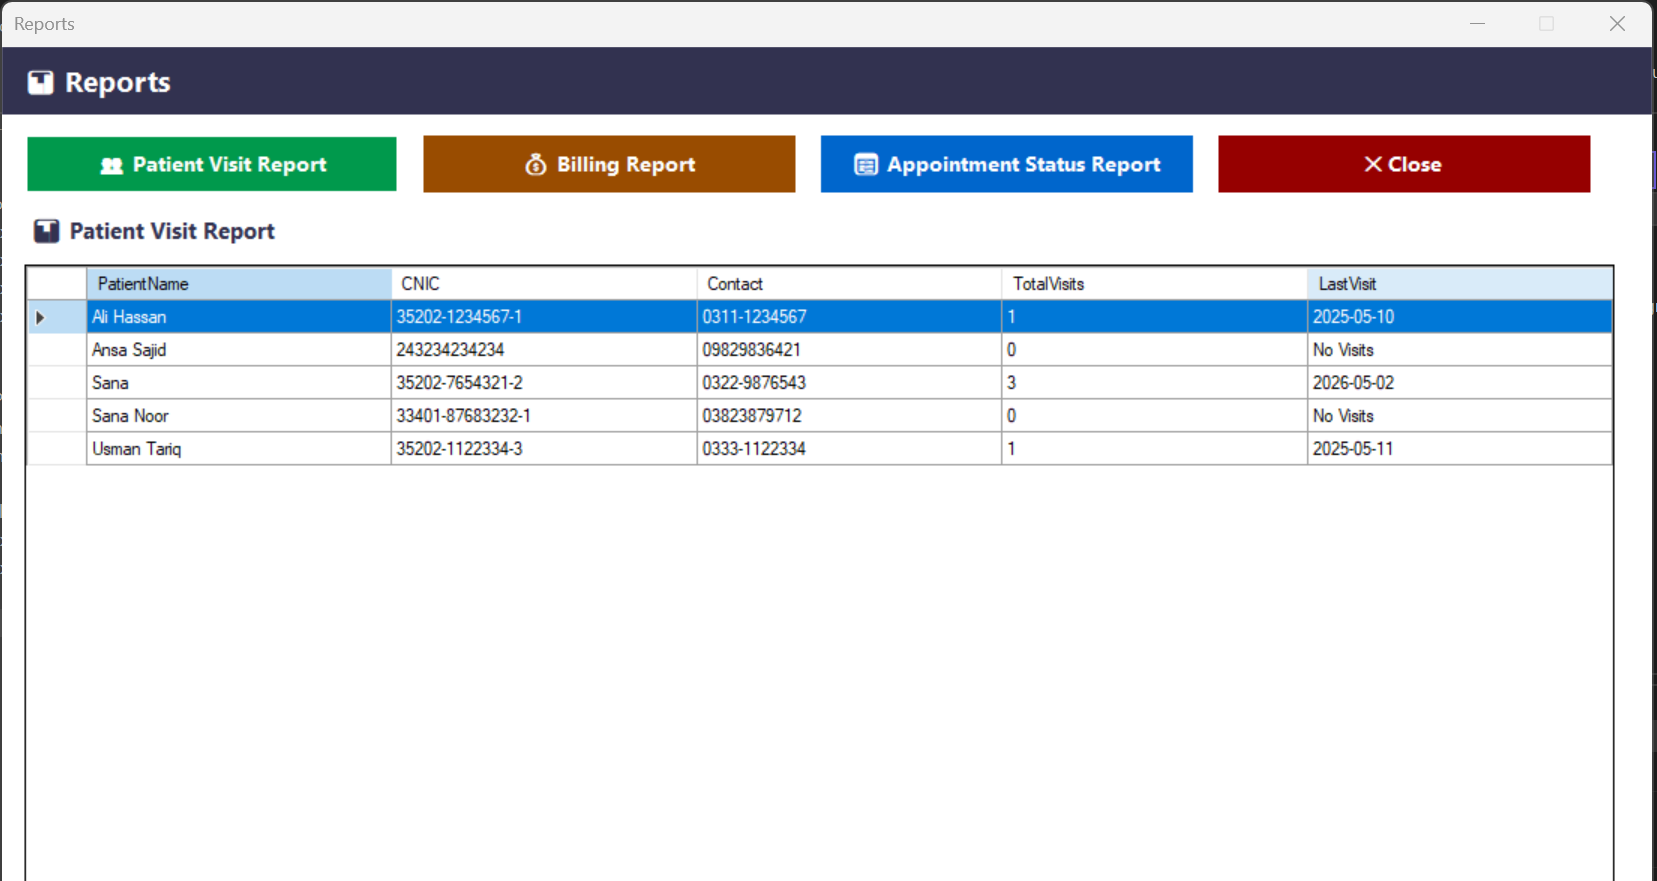 Reports
Reports
Patient Visit Report Billing Report Appointment Status Report Close
Patient Visit Report
PatientName CNIC Contact TotalVisits LastVisit
Ali Hassan 35202-1234567-1 0311-1234567 1 2025-05-10
Ansa Sajid 243234234234 09829836421 0 No Visits
Sana 35202-7654321-2 0322-9876543 3 2026-05-02
Sana Noor 33401-87683232-1 03823879712 0 No Visits
Usman Tariq 35202-1122334-3 0333-1122334 1 2025-05-11